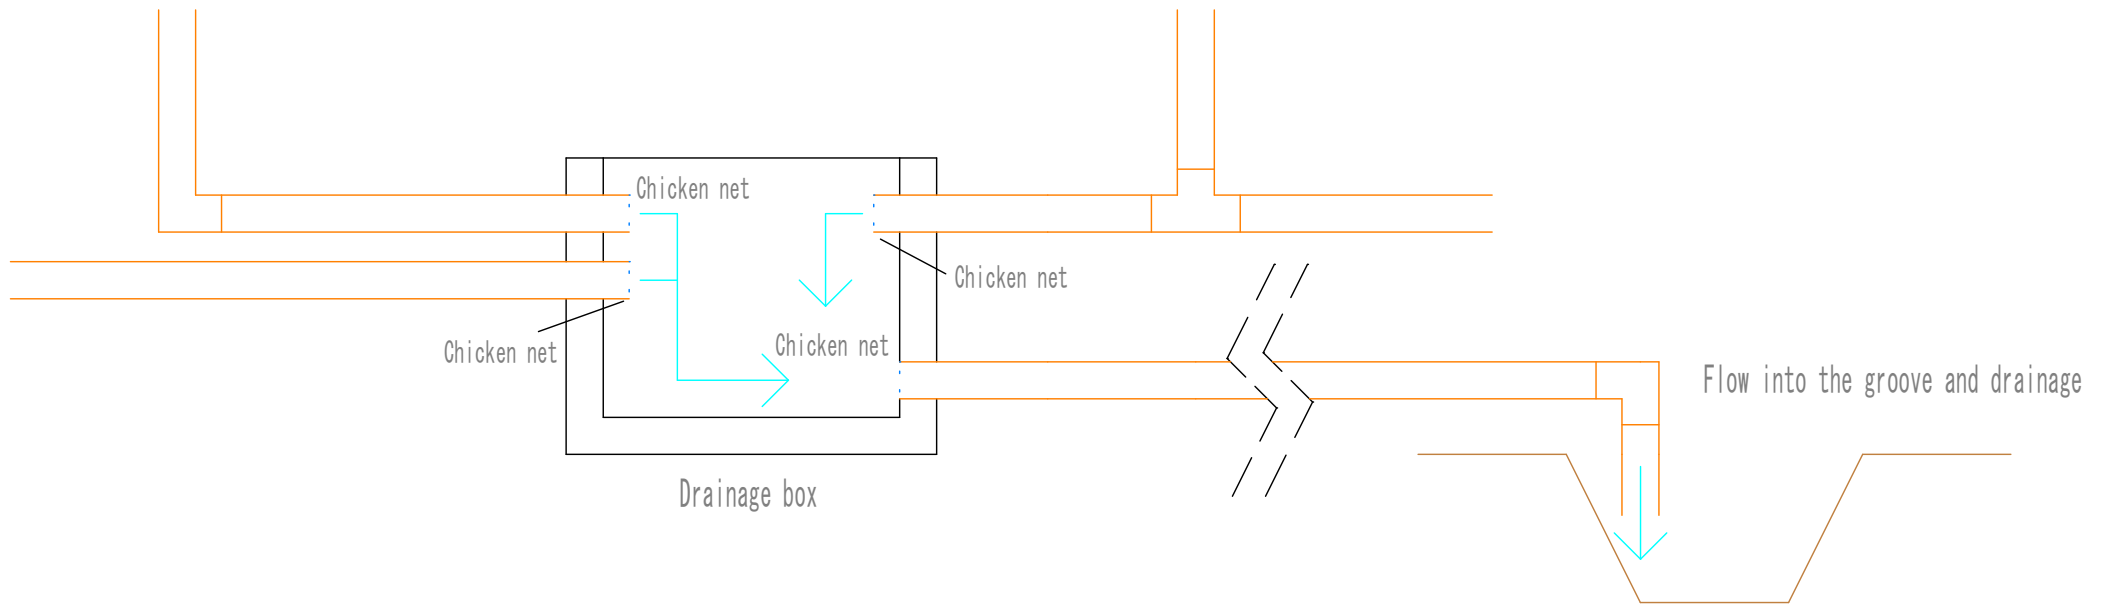 Chicken net
Chicken net
Chicken net
Chicken net
Flow into the groove and drainage
Drainage box